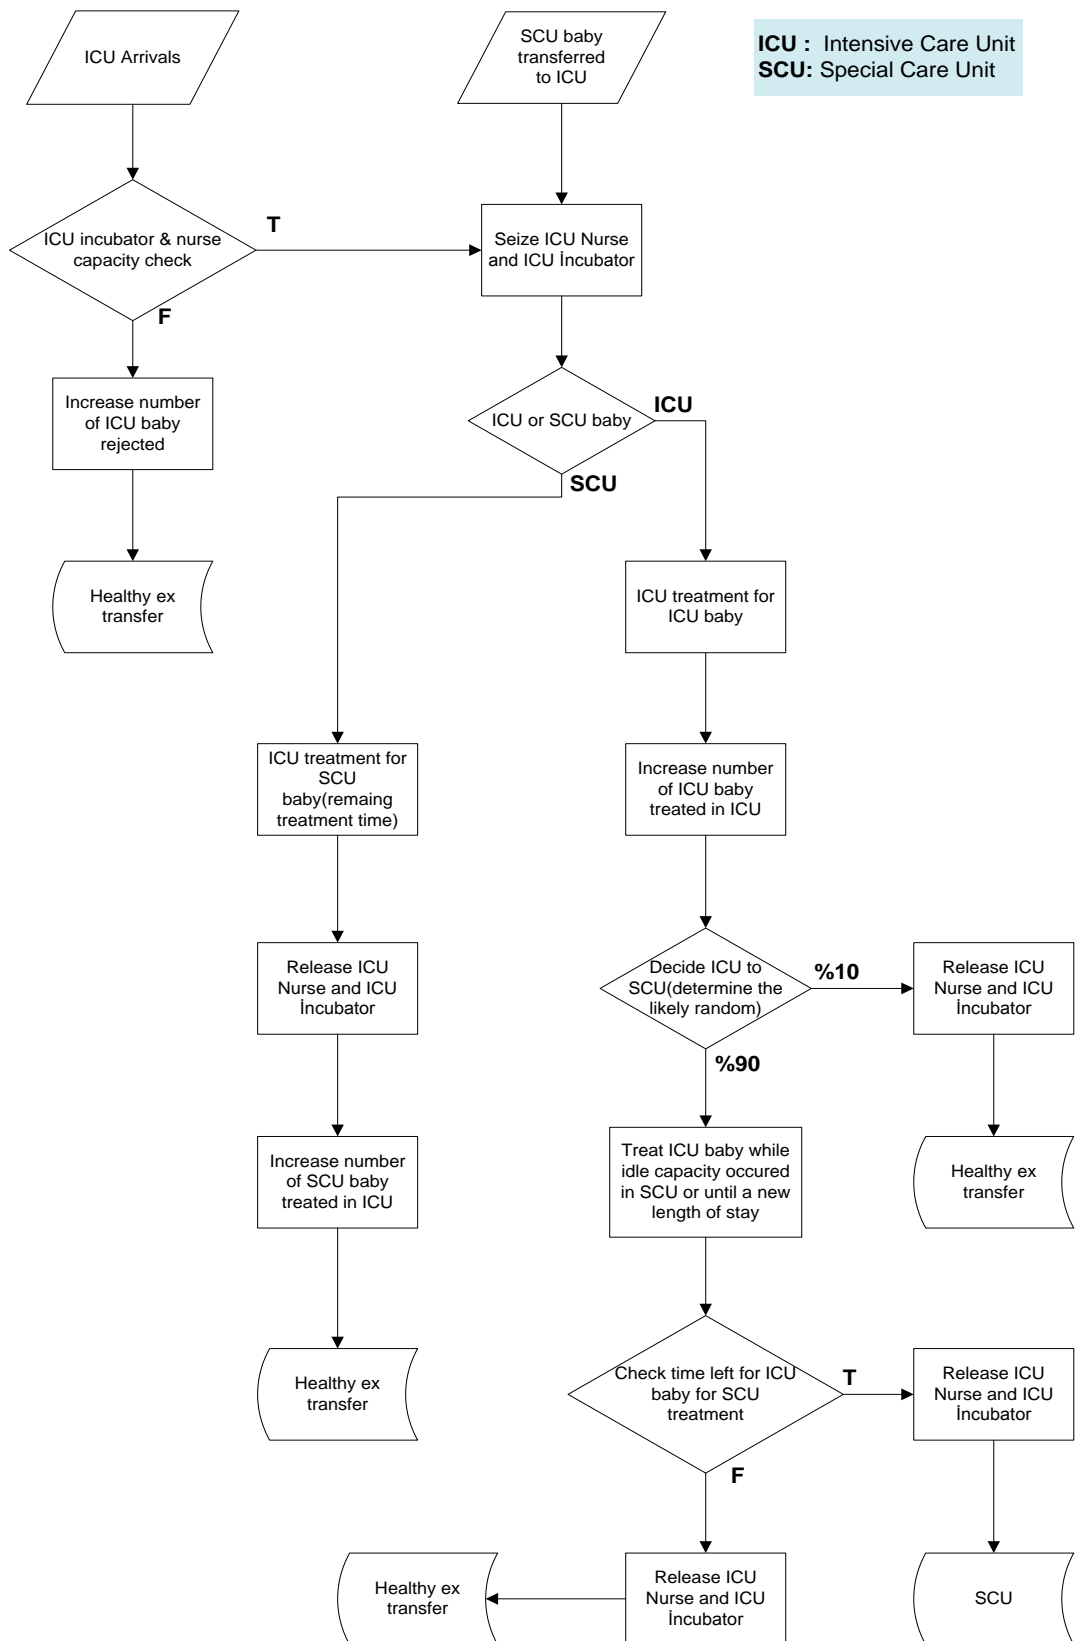 ICU Arrivals
SCU baby
transferred
to ICU
ICU : Intensive Care Unit
SCU: Special Care Unit
ICU incubator & nurse
capacity check
T
F
Seize ICU Nurse
and ICU İncubator
Increase number
of ICU baby
rejected
ICU or SCU baby
ICU
SCU
Healthy ex
transfer
ICU treatment for
ICU baby
ICU treatment for
SCU
baby(remaing
treatment time)
Increase number
of ICU baby
treated in ICU
Release ICU
Nurse and ICU
İncubator
Decide ICU to
SCU(determine the
likely random)
%10
%90
Release ICU
Nurse and ICU
İncubator
Increase number
of SCU baby
treated in ICU
Treat ICU baby while
idle capacity occured
in SCU or until a new
length of stay
Healthy ex
transfer
Healthy ex
transfer
Check time left for ICU
baby for SCU
treatment
T
F
Release ICU
Nurse and ICU
İncubator
Healthy ex
transfer
Release ICU
Nurse and ICU
İncubator
SCU